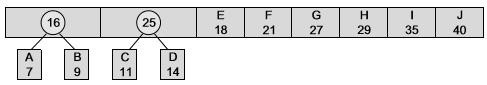 16 25 E F G H I J
18 21 27 29 35 40
A B C D
7 9 11 14